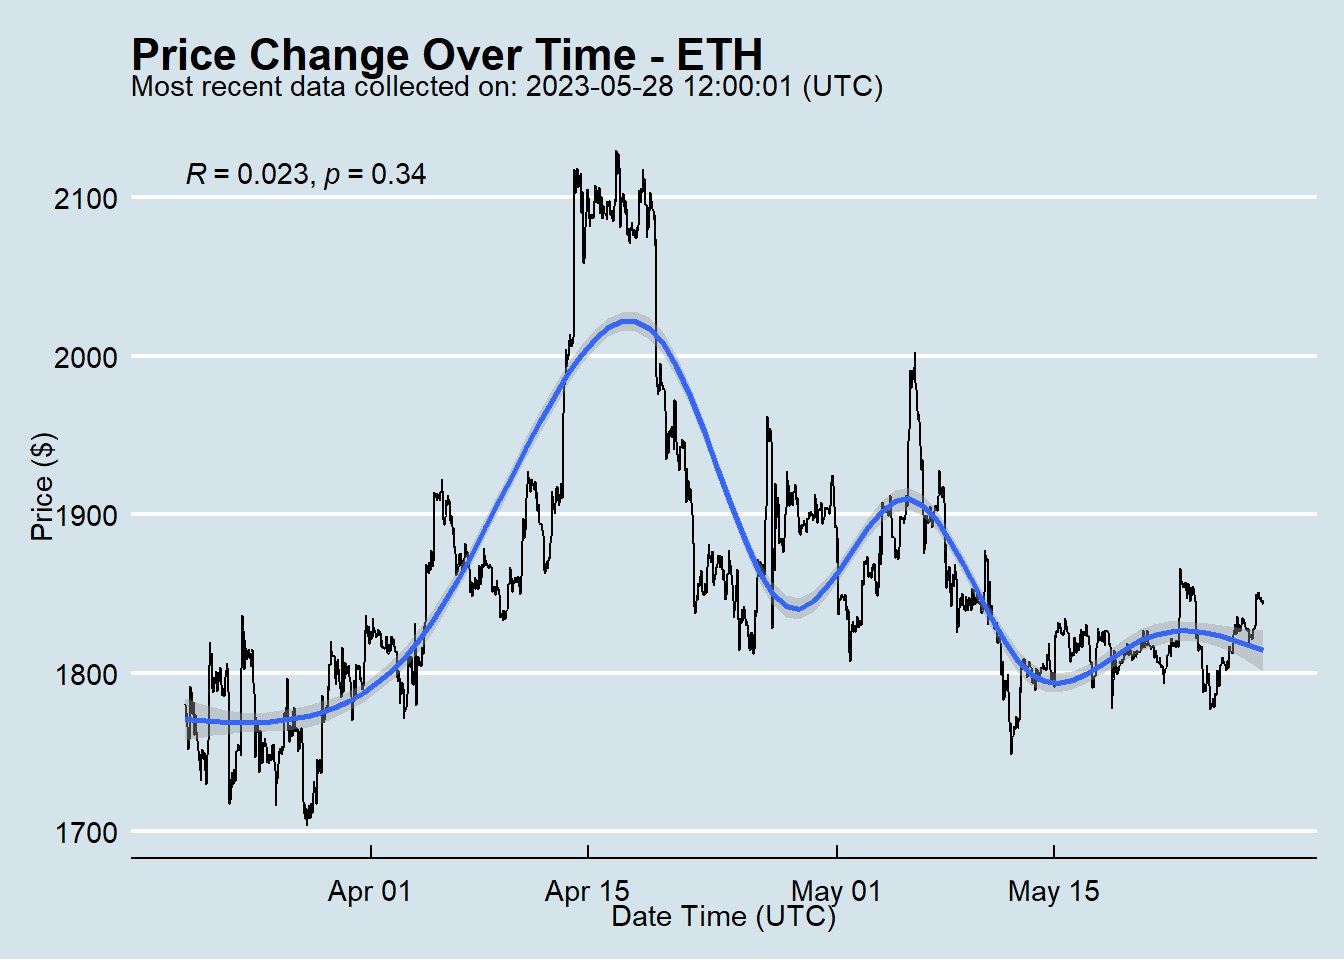 Price Change Over Time - ETH
Most recent data collected on: 2023-05-28 12:00:01 (UTC)
R = 0.023, p = 0.34
2100
2000
1900
1800
1700
Price ($)
Apr 01
Apr 15
May 01
May 15
Date Time (UTC)